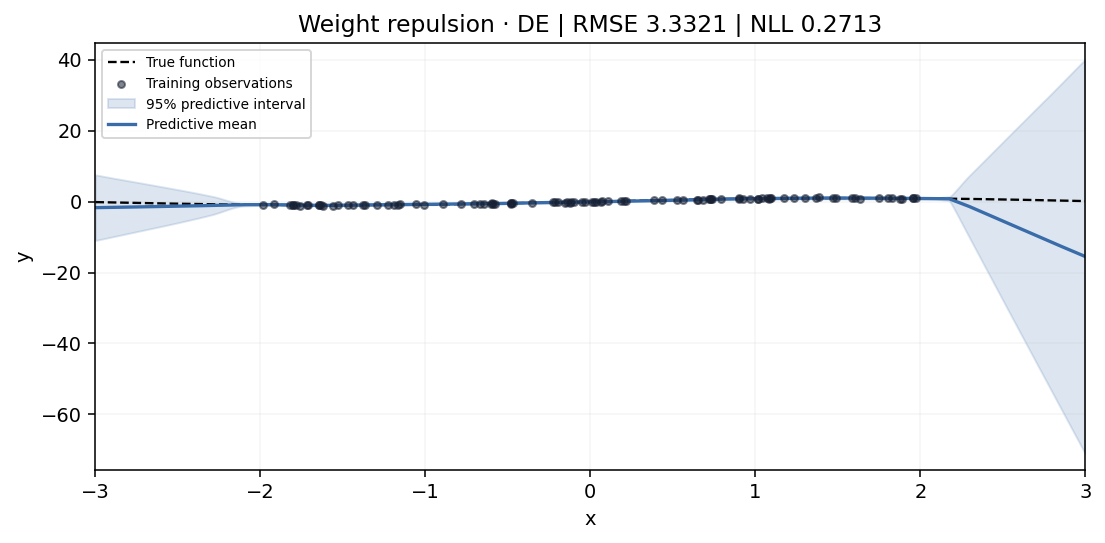 Weight repulsion · DE | RMSE 3.3321 | NLL 0.2713
True function
Training observations
95% predictive interval
Predictive mean
40
20
0
−20
−40
−60
y
−3
−2
−1
0
1
2
3
x